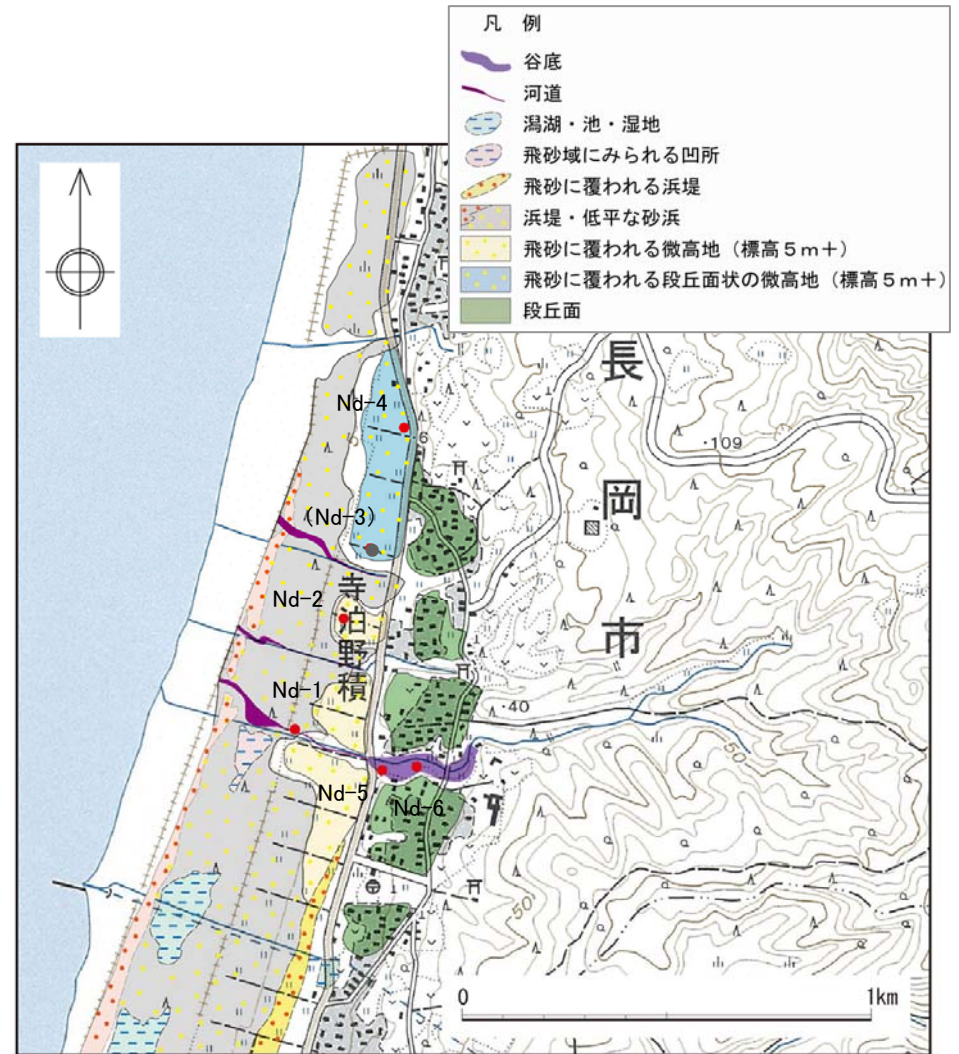 凡 例
谷底
河道
潟湖・池・湿地
飛砂域にみられる凹所
飛砂に覆われる浜堤
浜堤・低平な砂浜
飛砂に覆われる微高地（標高５ｍ＋）
飛砂に覆われる段丘面状の微高地（標高５ｍ＋）
段丘面
長岡市
Nd-4
6
・109
(Nd-3)
寺泊野積
Nd-2
Nd-1
・40
50
Nd-5
Nd-6
50
0 1km